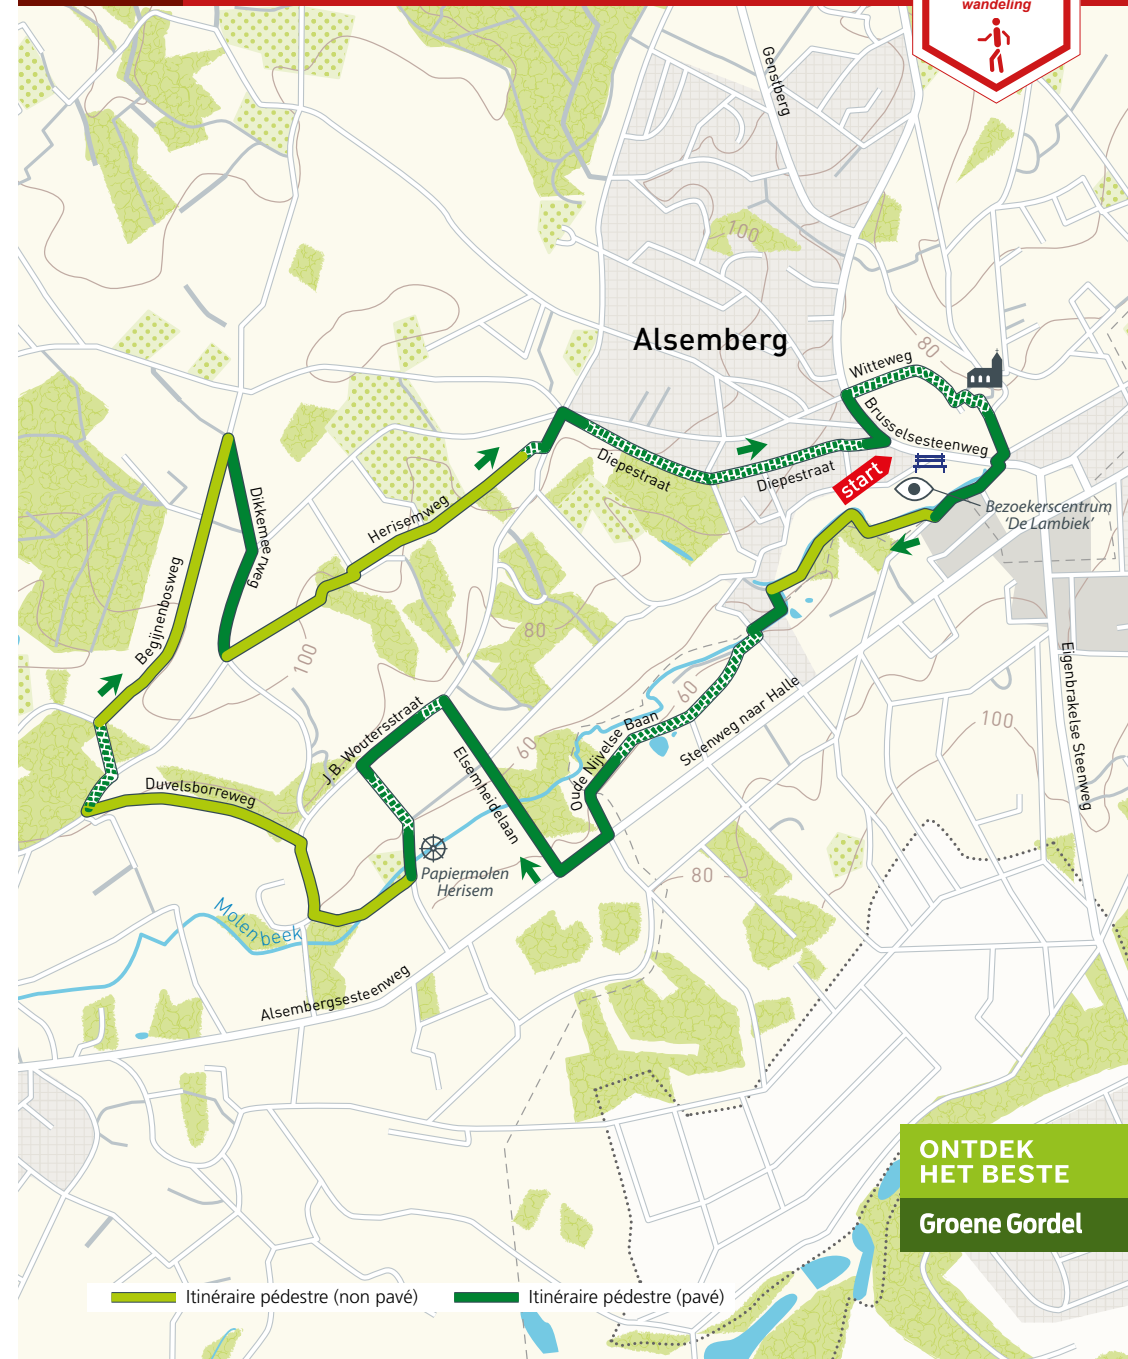 wandeling
Genstberg
100
Alsemberg
80
Witteweg
Brusselsesteenweg
Diepestraat
Diepestraat
start
Bezoekerscentrum
'De Lambiek'
Herisemweg
Dikkemeerweg
Begijnenbosweg
80
100
60
Eigenbrakelse Steenweg
J.B. Woutersstraat
Elsemheidelaan
60
Oude Nijvelse Baan
Steenweg naar Halle
100
Duvelsborreweg
Papiermolen
Herisem
80
Molenbeek
Alsembergsesteenweg
ONTDEK
HET BESTE
Groene Gordel
Itinéraire pédestre (non pavé)
Itinéraire pédestre (pavé)